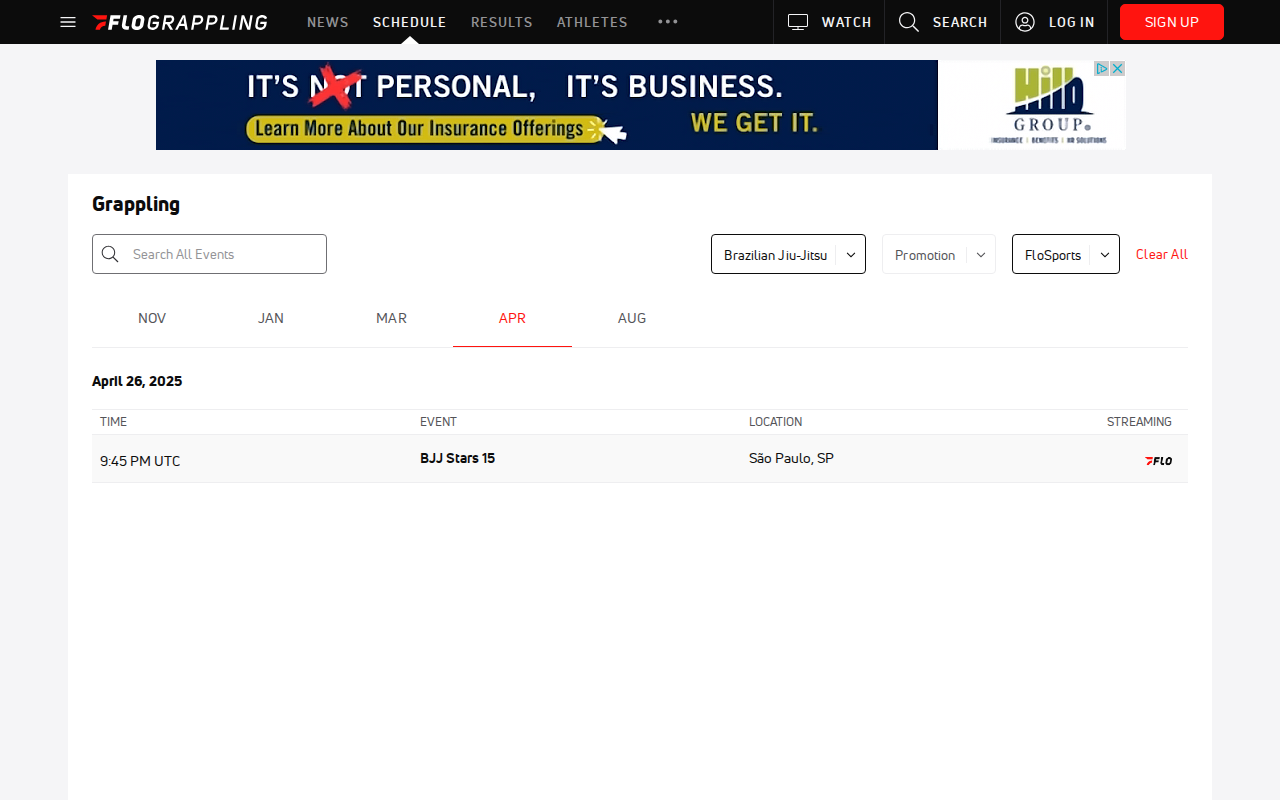 FLOGRAPPLING NEWS SCHEDULE RESULTS ATHLETES WATCH SEARCH LOG IN SIGN UP
IT'S NOT PERSONAL, IT'S BUSINESS.
Learn More About Our Insurance Offerings WE GET IT.
Hill
GROUP
INSURANCE | BENEFITS | HR SOLUTIONS
Grappling
Search All Events Brazilian Jiu-Jitsu Promotion FloSports Clear All
NOV JAN MAR APR AUG
April 26, 2025
TIME EVENT LOCATION STREAMING
9:45 PM UTC BJJ Stars 15 São Paulo, SP FLO